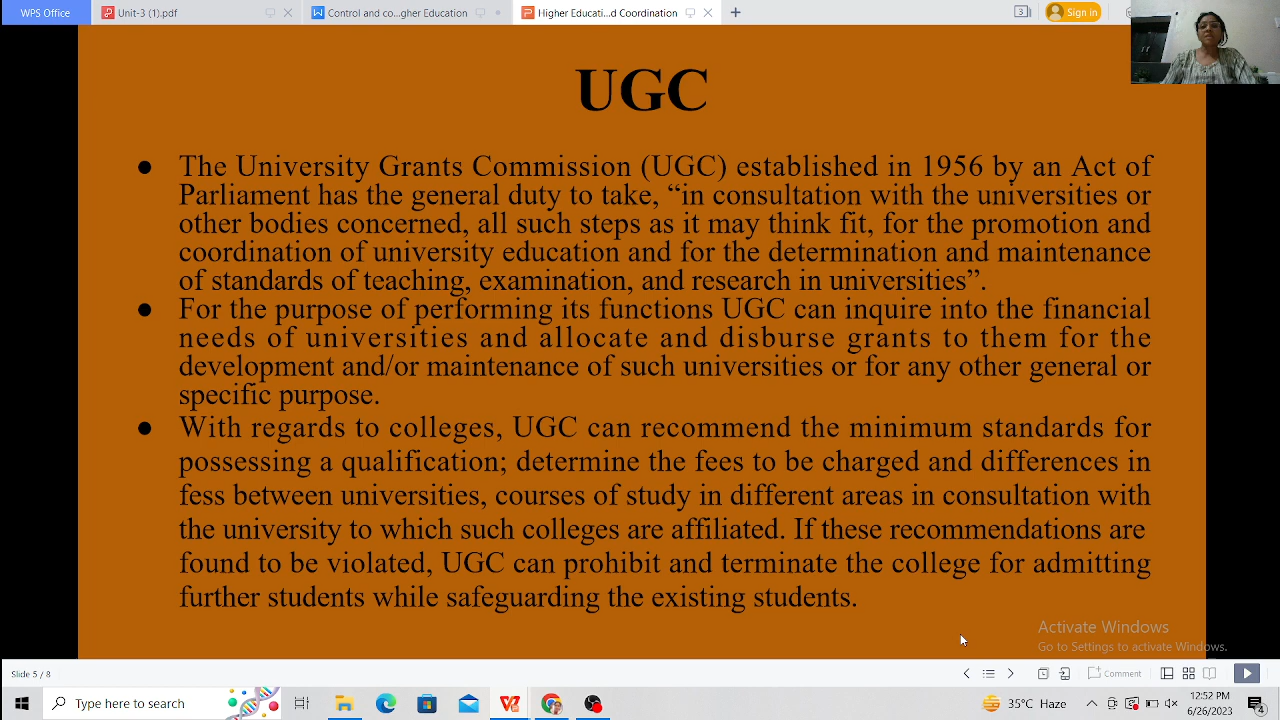 WPS Office
Unit-3 (1).pdf
Control and co...gher Education
Higher Educati...d Coordination
3
Sign in
UGC
● The University Grants Commission (UGC) established in 1956 by an Act of
Parliament has the general duty to take, “in consultation with the universities or
other bodies concerned, all such steps as it may think fit, for the promotion and
coordination of university education and for the determination and maintenance
of standards of teaching, examination, and research in universities”.
● For the purpose of performing its functions UGC can inquire into the financial
needs of universities and allocate and disburse grants to them for the
development and/or maintenance of such universities or for any other general or
specific purpose.
● With regards to colleges, UGC can recommend the minimum standards for
possessing a qualification; determine the fees to be charged and differences in
fess between universities, courses of study in different areas in consultation with
the university to which such colleges are affiliated. If these recommendations are
found to be violated, UGC can prohibit and terminate the college for admitting
further students while safeguarding the existing students.
Activate Windows
Go to Settings to activate Windows.
Slide 5 / 8
Comment
Type here to search
35°C Haze
12:52 PM
6/26/2023
4